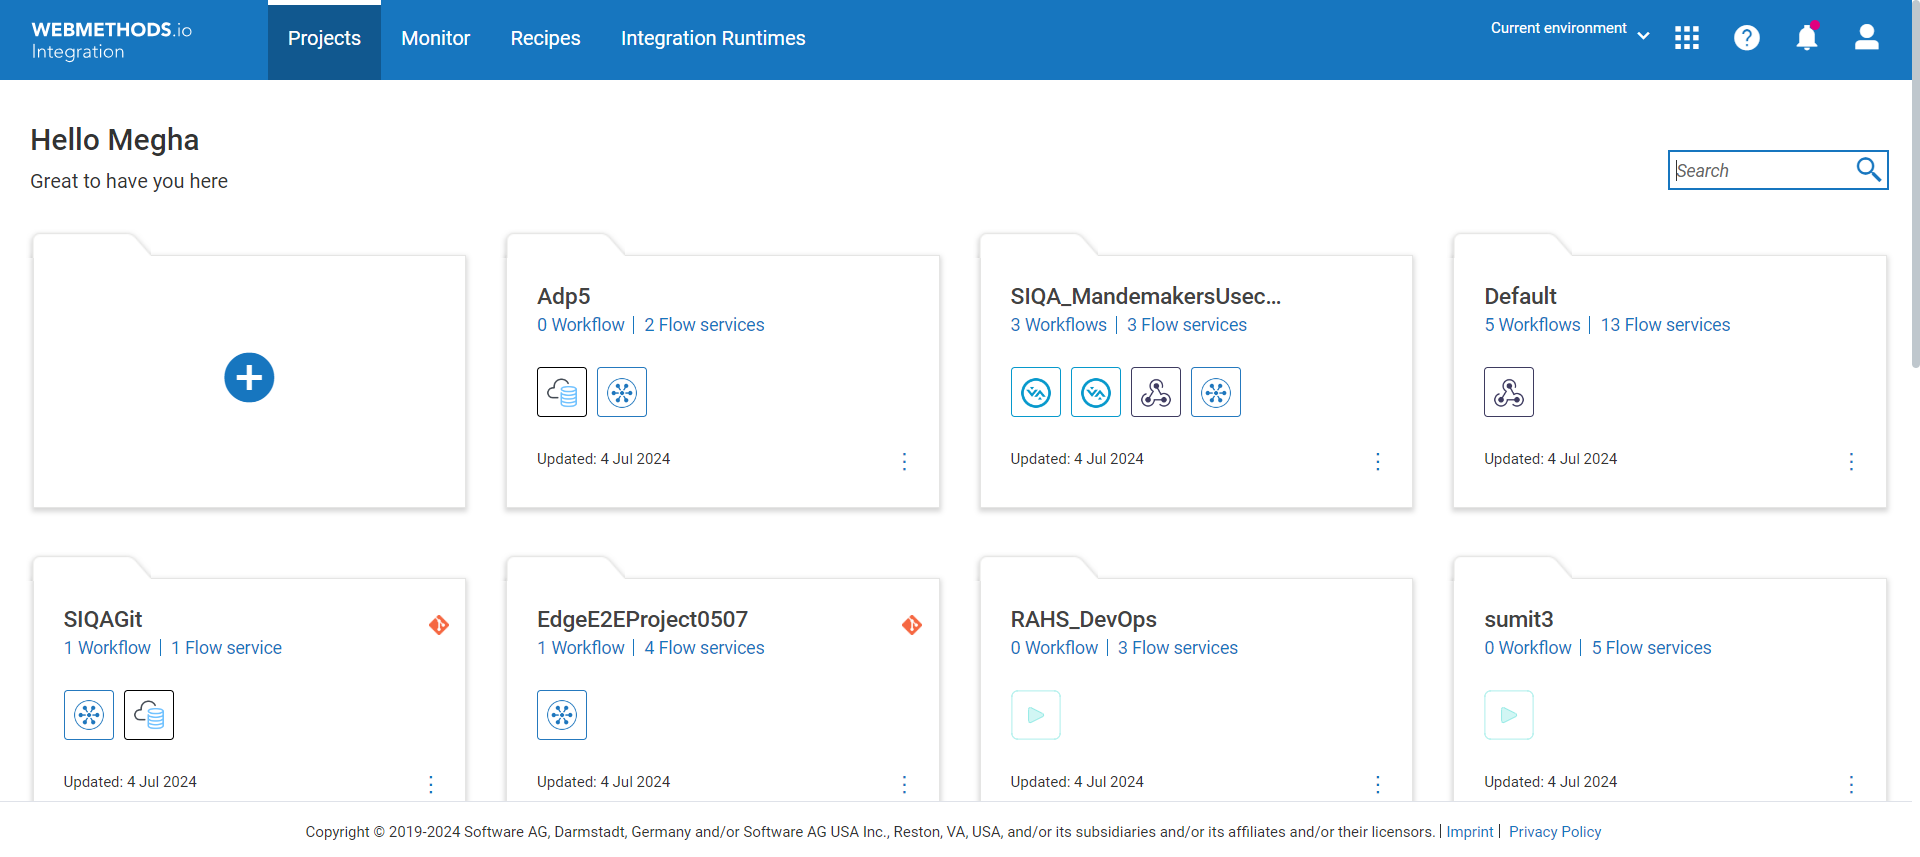 WEBMETHODS.io
Integration
Projects
Monitor
Recipes
Integration Runtimes
Current environment
Hello Megha
Great to have you here
Search
Adp5
0 Workflow | 2 Flow services
Updated: 4 Jul 2024
SIQA_MandemakersUsec...
3 Workflows | 3 Flow services
Updated: 4 Jul 2024
Default
5 Workflows | 13 Flow services
Updated: 4 Jul 2024
SIQAGit
1 Workflow | 1 Flow service
Updated: 4 Jul 2024
EdgeE2EProject0507
1 Workflow | 4 Flow services
Updated: 4 Jul 2024
RAHS_DevOps
0 Workflow | 3 Flow services
Updated: 4 Jul 2024
sumit3
0 Workflow | 5 Flow services
Updated: 4 Jul 2024
Copyright © 2019-2024 Software AG, Darmstadt, Germany and/or Software AG USA Inc., Reston, VA, USA, and/or its subsidiaries and/or its affiliates and/or their licensors. | Imprint | Privacy Policy